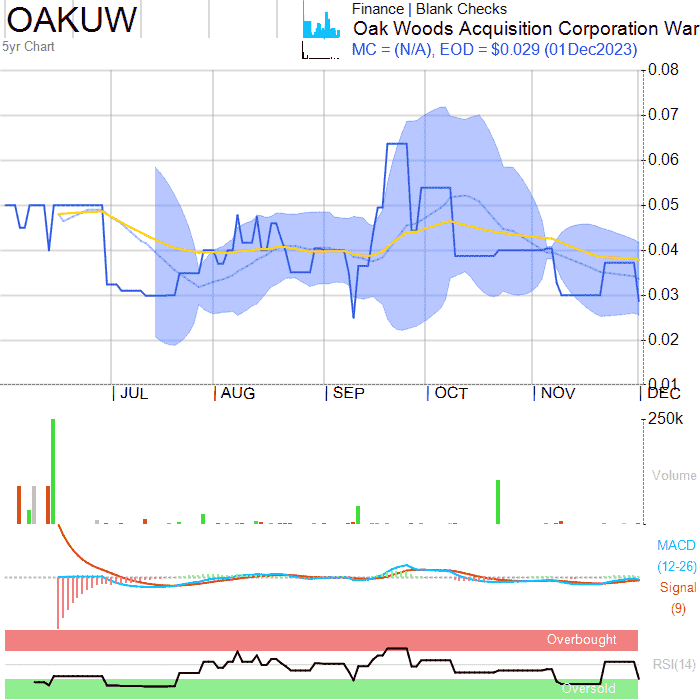 OAKUW
Finance | Blank Checks
Oak Woods Acquisition Corporation War
5yr Chart
MC = (N/A), EOD = $0.029 (01Dec2023)
0.08
0.07
0.06
0.05
0.04
0.03
0.02
0.01
JUL AUG SEP OCT NOV DEC
250k
Volume
MACD
(12-26)
Signal
(9)
Overbought
RSI(14)
Oversold